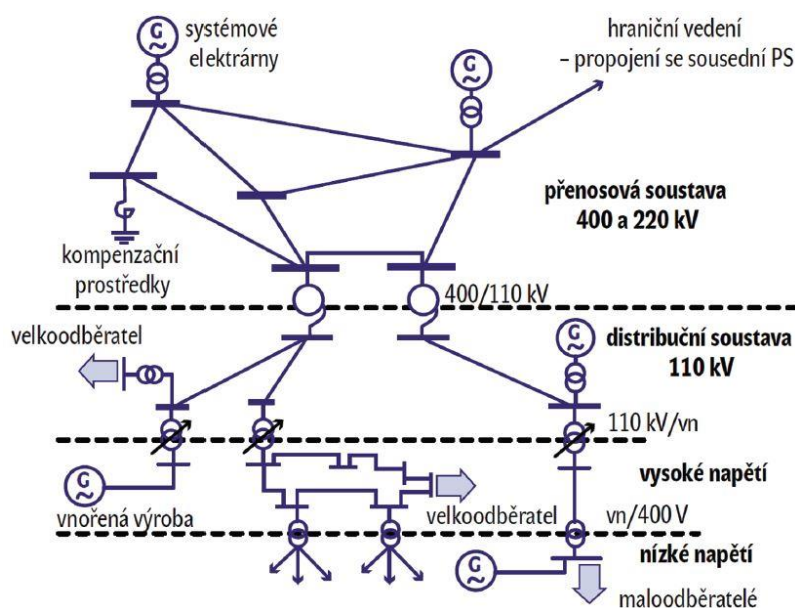 G
~
systémové
elektrárny
hraniční vedení
– propojení se sousední PS
G
~
přenosová soustava
400 a 220 kV
kompenzační
prostředky
400/110 kV
velkoodběratel
G
~
distribuční soustava
110 kV
110 kV/vn
G
~
vnořená výroba
vysoké napětí
velkoodběratel
vn/400 V
G
~
nízké napětí
maloodběratelé